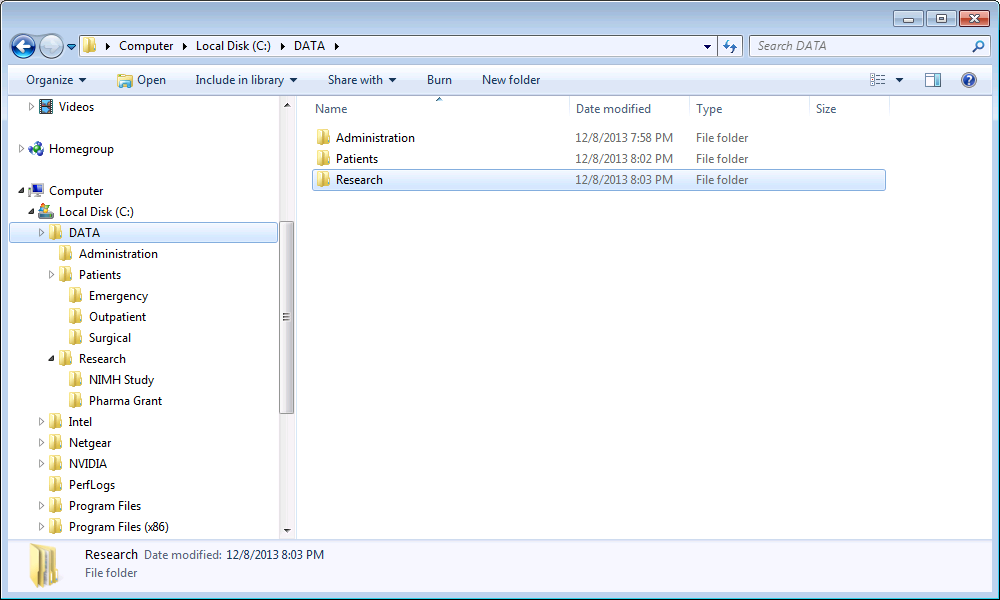 Computer Local Disk (C:) DATA
Search DATA
Organize Open Include in library Share with Burn New folder
Videos
Homegroup
Computer
Local Disk (C:)
DATA
Administration
Patients
Emergency
Outpatient
Surgical
Research
NIMH Study
Pharma Grant
Intel
Netgear
NVIDIA
PerfLogs
Program Files
Program Files (x86)
Name Date modified Type Size
Administration 12/8/2013 7:58 PM File folder
Patients 12/8/2013 8:02 PM File folder
Research 12/8/2013 8:03 PM File folder
Research Date modified: 12/8/2013 8:03 PM
File folder